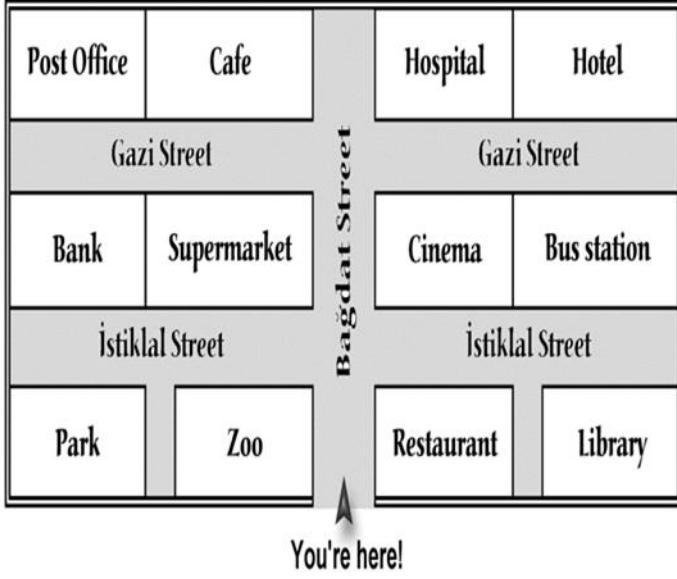 Post Office Cafe Hospital Hotel
Gazi Street Gazi Street
Bağdat Street
Bank Supermarket Cinema Bus station
İstiklal Street İstiklal Street
Park Zoo Restaurant Library
You're here!